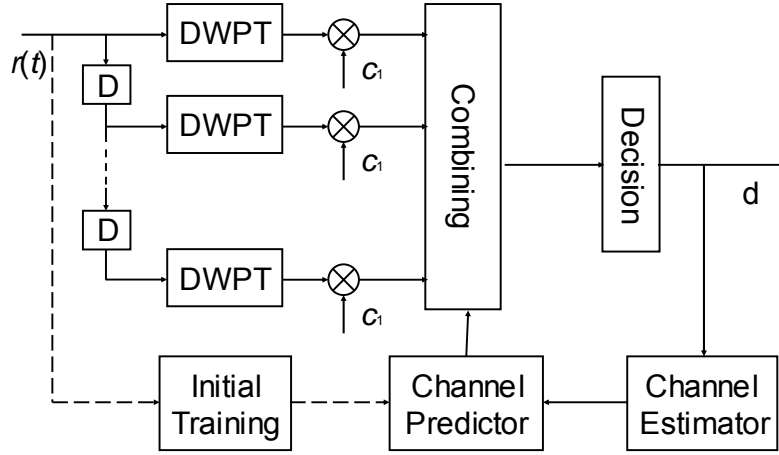 DWPT
r(t)
c₁
D
DWPT
c₁
D
DWPT
c₁
Combining
Decision
d
Initial
Training
Channel
Predictor
Channel
Estimator